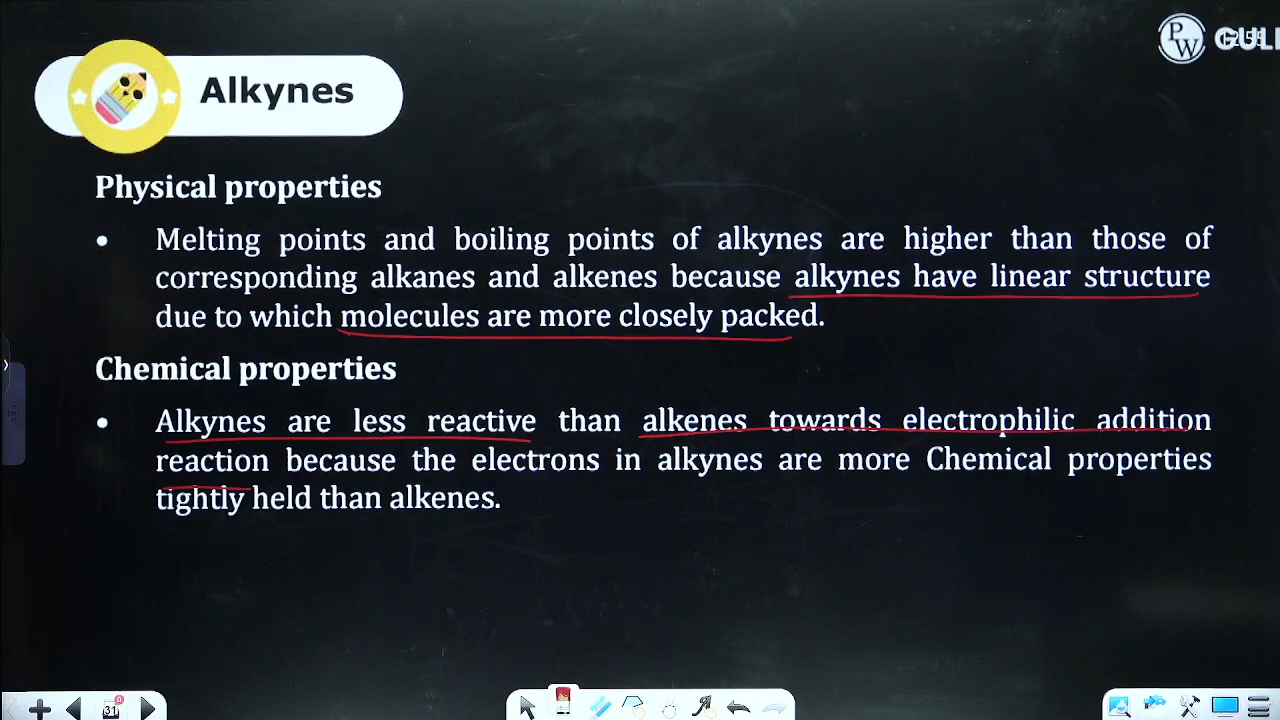 PW
Alkynes
Physical properties
• Melting points and boiling points of alkynes are higher than those of
corresponding alkanes and alkenes because alkynes have linear structure
due to which molecules are more closely packed.
Chemical properties
• Alkynes are less reactive than alkenes towards electrophilic addition
reaction because the electrons in alkynes are more Chemical properties
tightly held than alkenes.
31